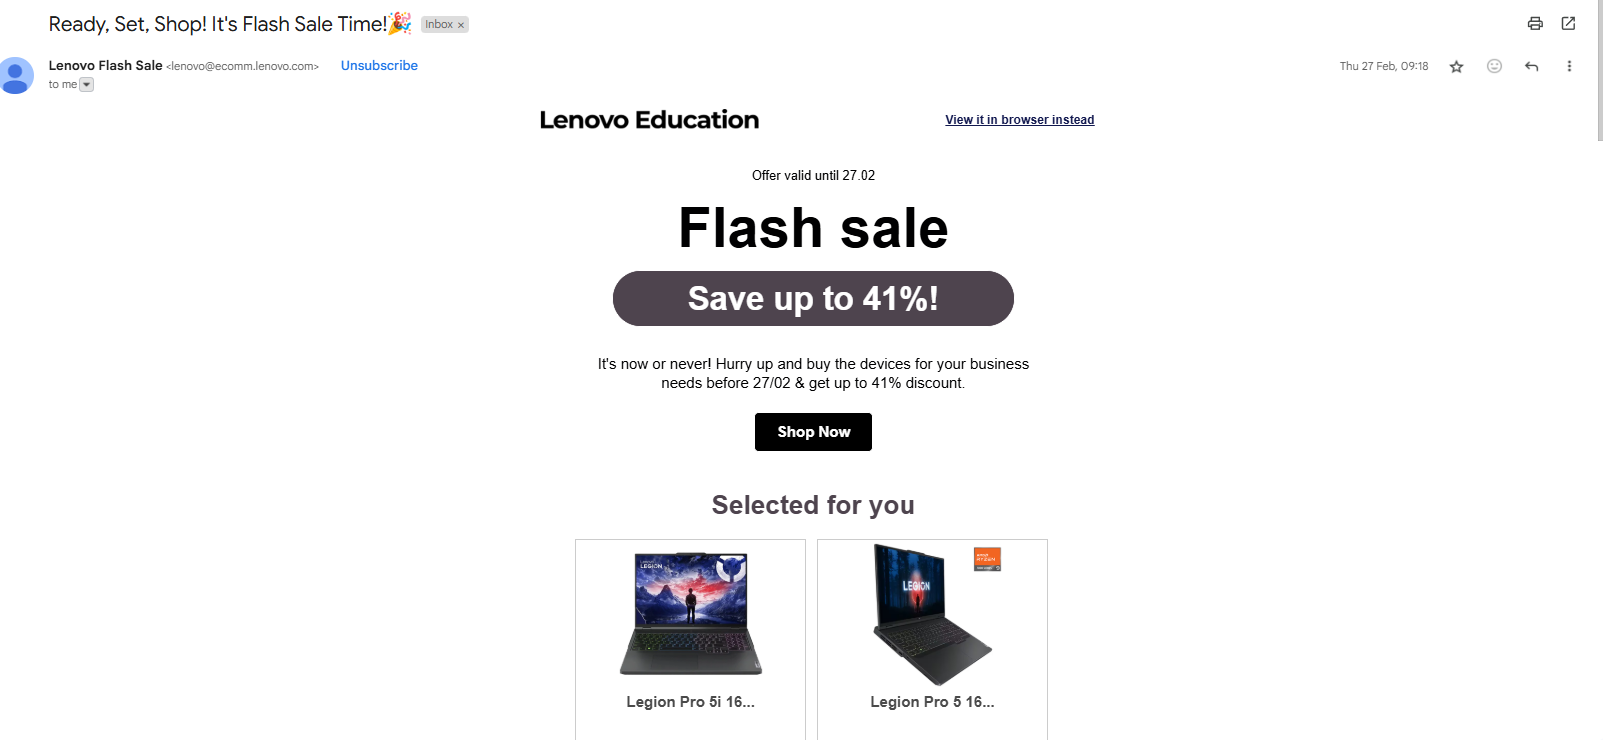 Ready, Set, Shop! It's Flash Sale Time!🎉 Inbox ×
Lenovo Flash Sale <lenovo@ecomm.lenovo.com> Unsubscribe
Thu 27 Feb, 09:18
to me
Lenovo Education
View it in browser instead
Offer valid until 27.02
Flash sale
Save up to 41%!
It's now or never! Hurry up and buy the devices for your business
needs before 27/02 & get up to 41% discount.
Shop Now
Selected for you
LEGION
Legion Pro 5i 16...
LEGION
RYZEN
Legion Pro 5 16...